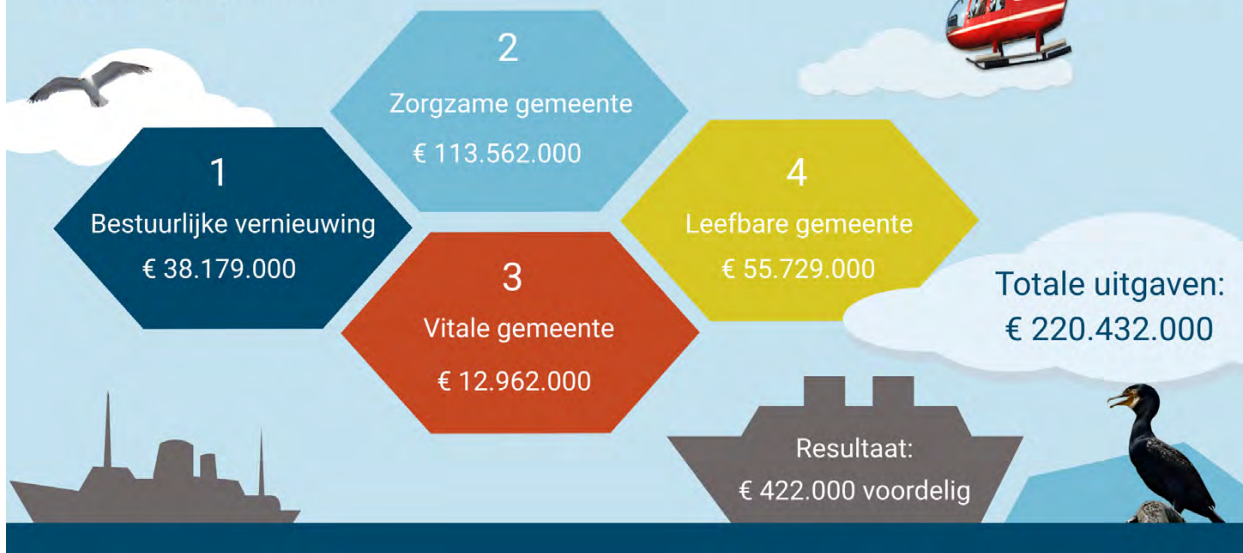 1
Bestuurlijke vernieuwing
€ 38.179.000
2
Zorgzame gemeente
€ 113.562.000
3
Vitale gemeente
€ 12.962.000
4
Leefbare gemeente
€ 55.729.000
Totale uitgaven:
€ 220.432.000
Resultaat:
€ 422.000 voordelig